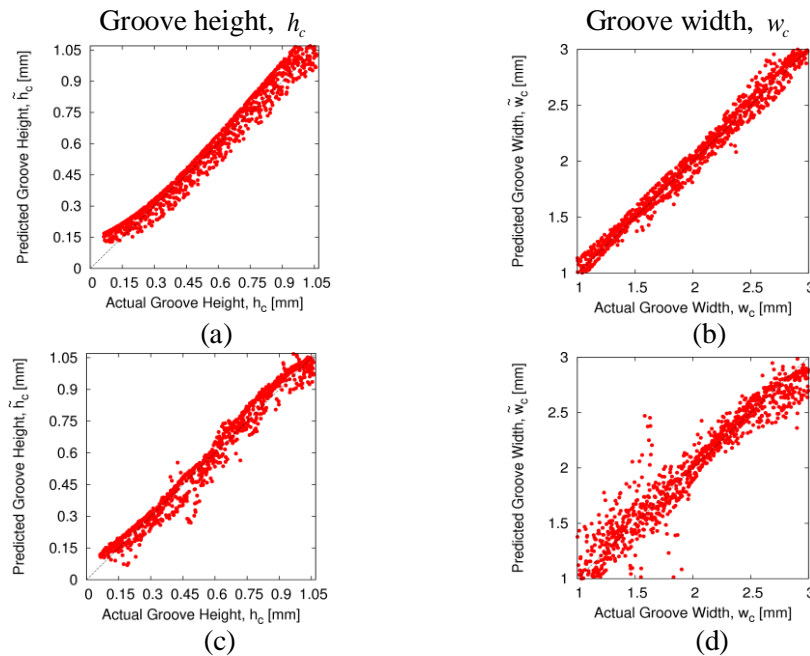 Groove height, h_c
Groove width, w_c
1.05
0.9
0.75
0.6
0.45
0.3
0.15
0
Predicted Groove Height, h̃_c [mm]
0 0.15 0.3 0.45 0.6 0.75 0.9 1.05
Actual Groove Height, h_c [mm]
(a)
3
2.5
2
1.5
1
Predicted Groove Width, w̃_c [mm]
1 1.5 2 2.5 3
Actual Groove Width, w_c [mm]
(b)
1.05
0.9
0.75
0.6
0.45
0.3
0.15
0
Predicted Groove Height, h̃_c [mm]
0 0.15 0.3 0.45 0.6 0.75 0.9 1.05
Actual Groove Height, h_c [mm]
(c)
3
2.5
2
1.5
1
Predicted Groove Width, w̃_c [mm]
1 1.5 2 2.5 3
Actual Groove Width, w_c [mm]
(d)